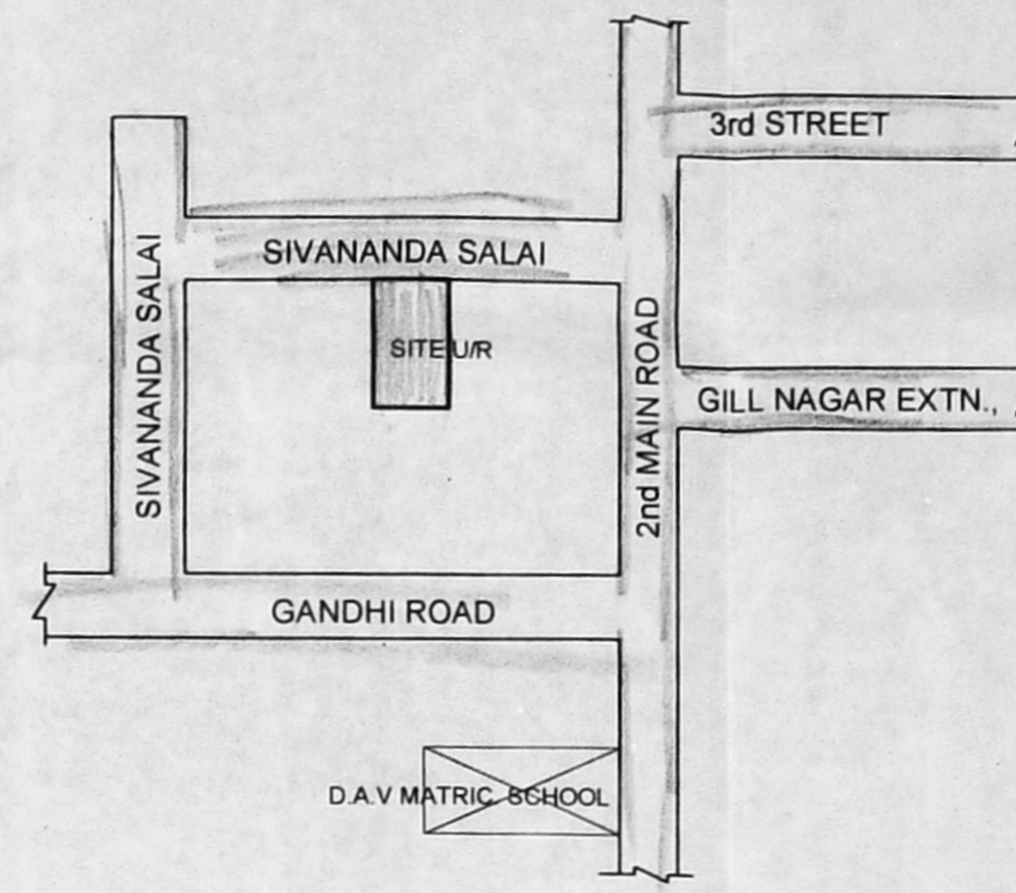 3rd STREET
SIVANANDA SALAI
SIVANANDA SALAI
SITE U/R
2nd MAIN ROAD
GILL NAGAR EXTN.,
GANDHI ROAD
D.A.V MATRIC SCHOOL